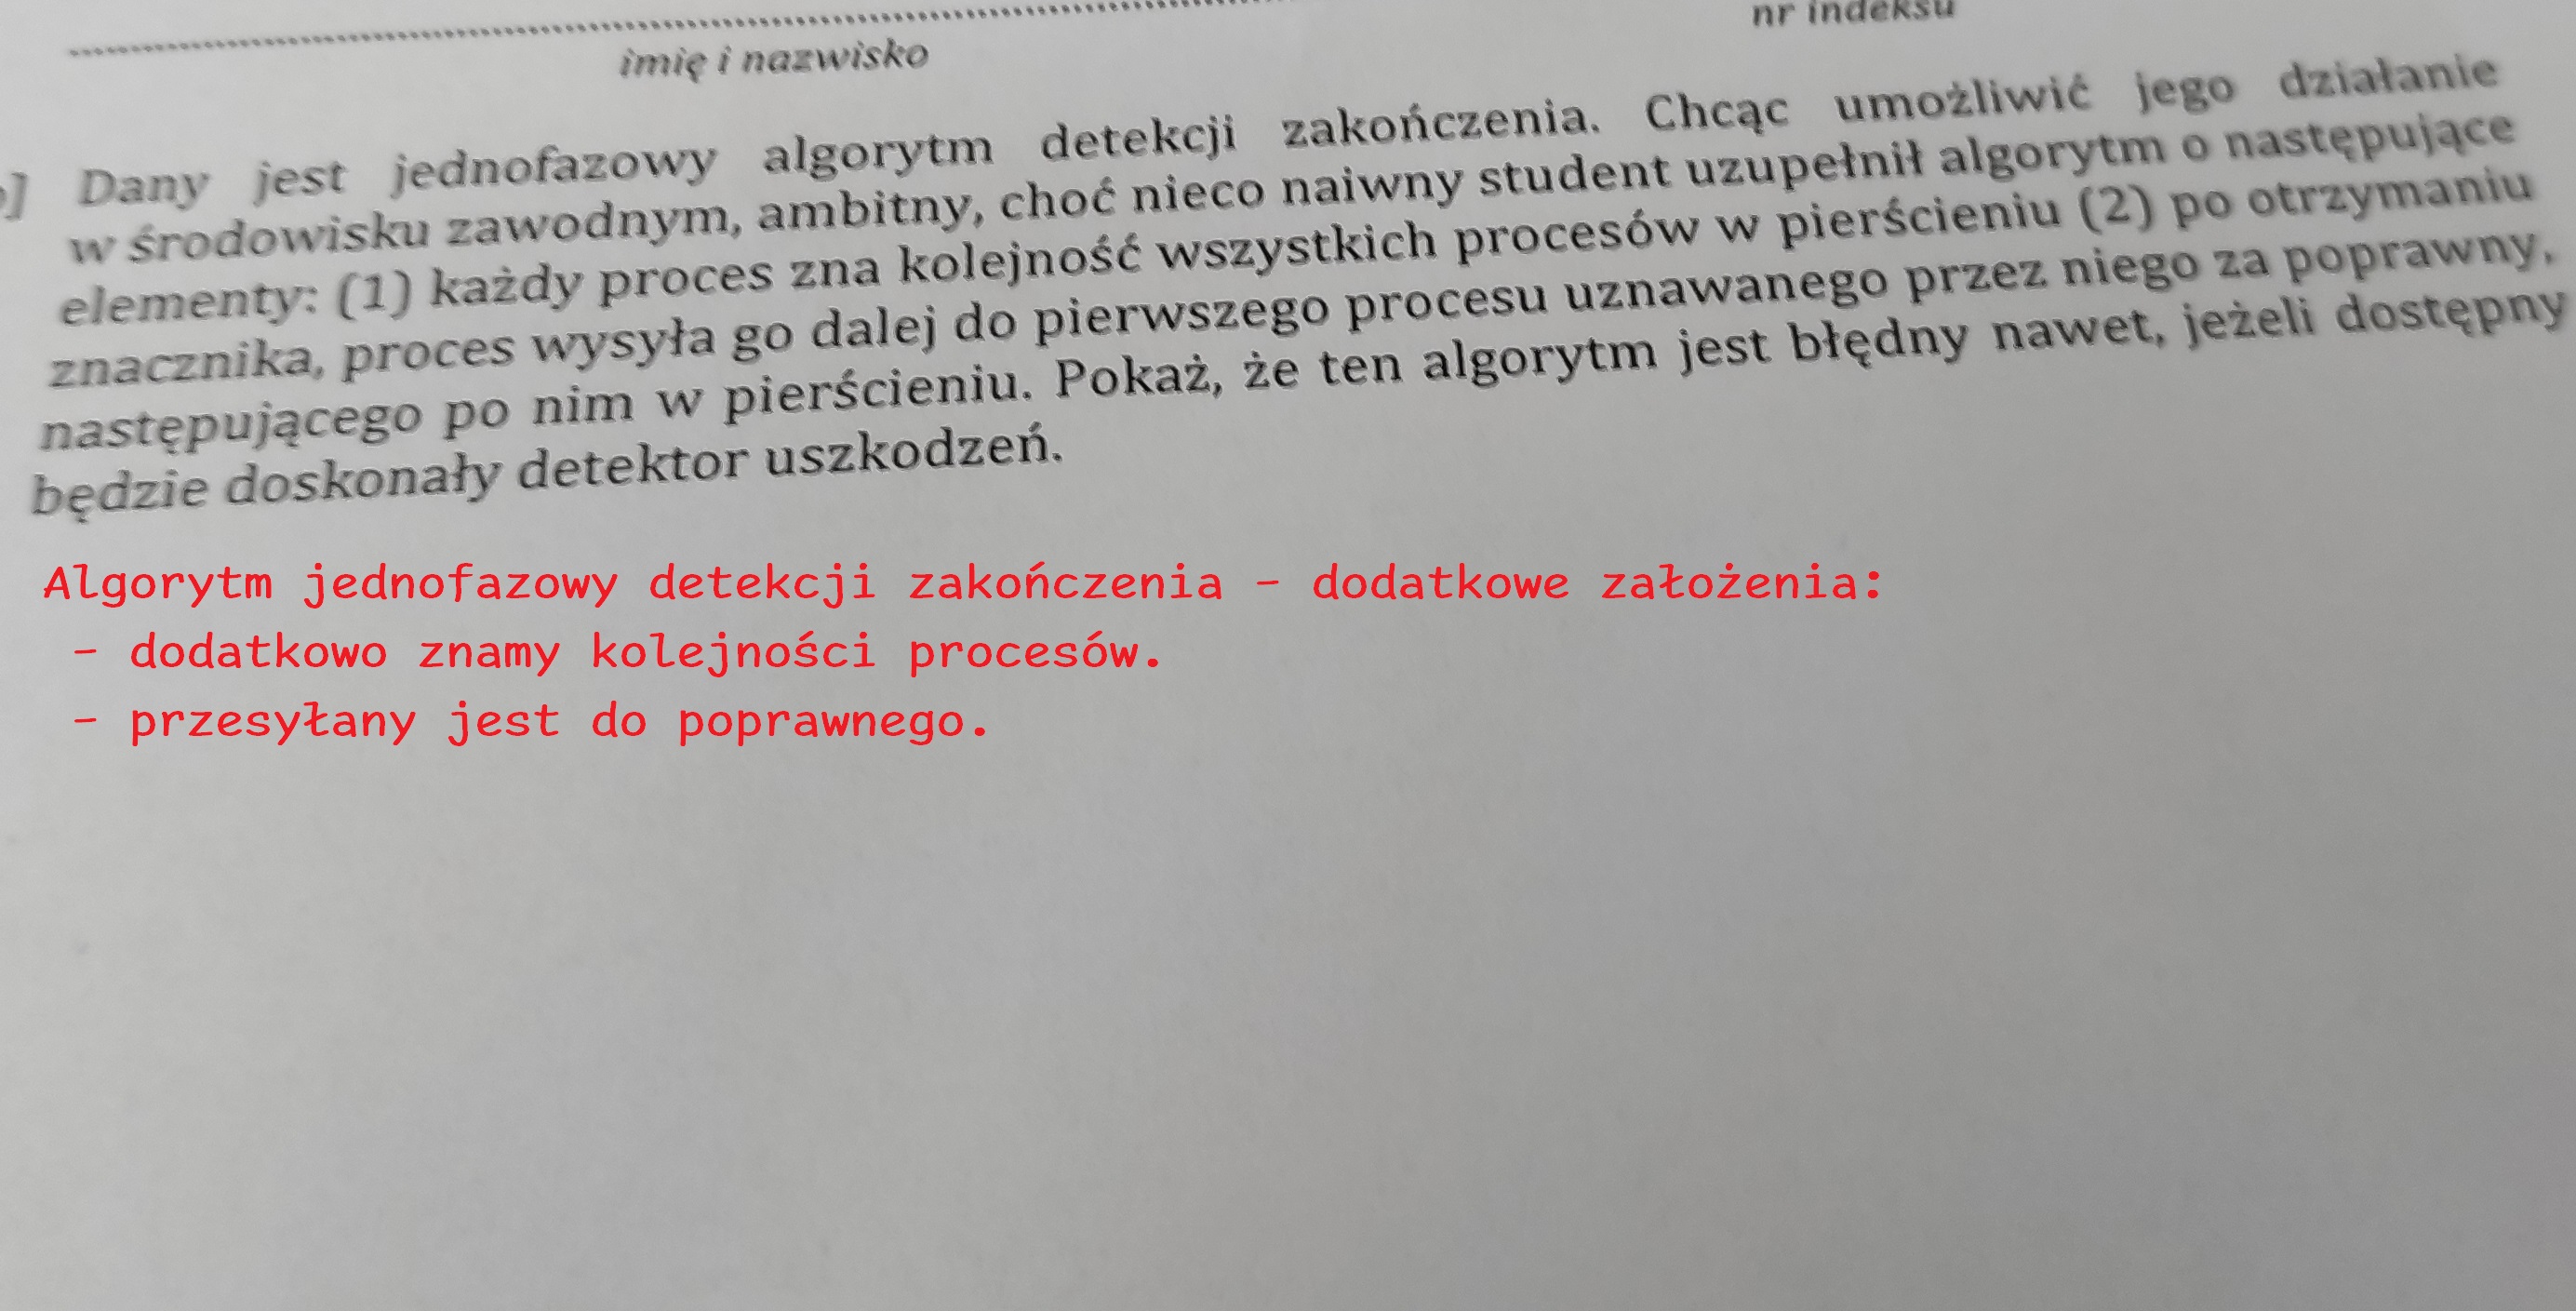 imię i nazwisko
nr indeksu
Dany jest jednofazowy algorytm detekcji zakończenia. Chcąc umożliwić jego działanie
w środowisku zawodnym, ambitny, choć nieco naiwny student uzupełnił algorytm o następujące
elementy: (1) każdy proces zna kolejność wszystkich procesów w pierścieniu (2) po otrzymaniu
znacznika, proces wysyła go dalej do pierwszego procesu uznawanego przez niego za poprawny,
następującego po nim w pierścieniu. Pokaż, że ten algorytm jest błędny nawet, jeżeli dostępny
będzie doskonały detektor uszkodzeń.
Algorytm jednofazowy detekcji zakończenia - dodatkowe założenia:
- dodatkowo znamy kolejności procesów.
- przesyłany jest do poprawnego.